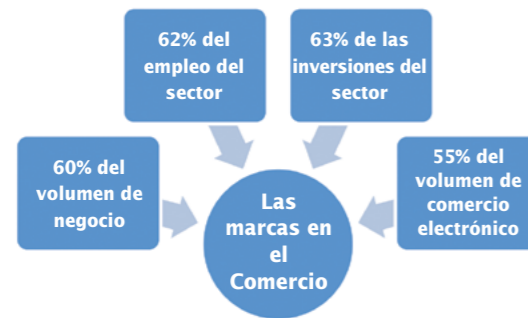 62% del
empleo del
sector
63% de las
inversiones del
sector
60% del
volumen de
negocio
55% del
volumen de
comercio
electrónico
Las
marcas en
el
Comercio